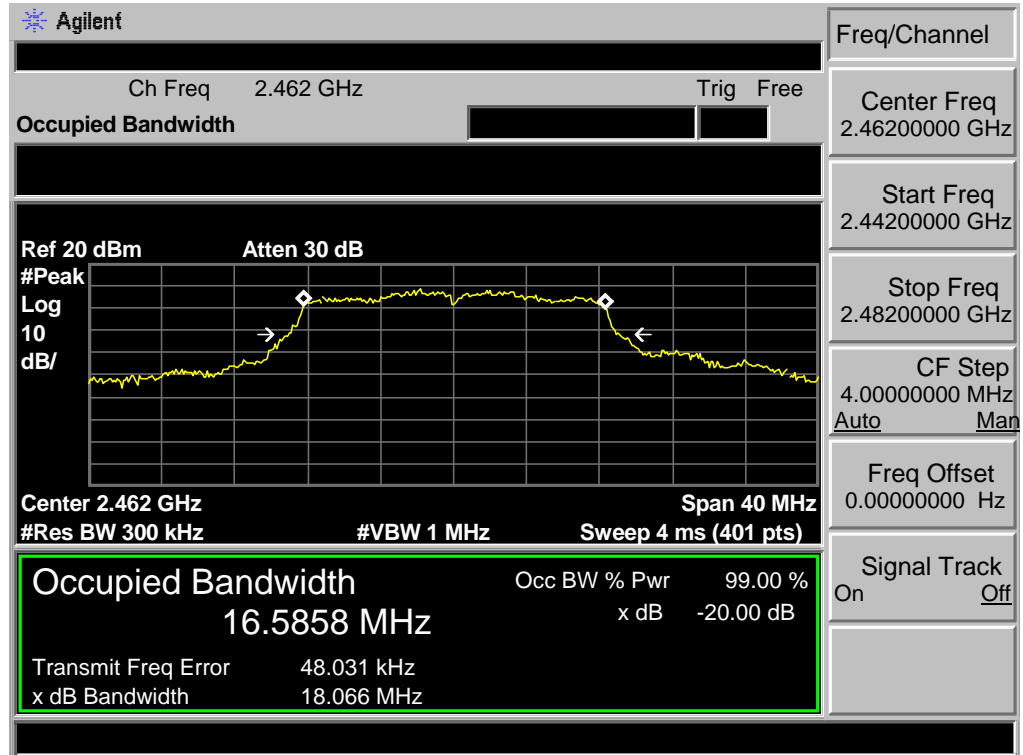 Agilent
Freq/Channel
Ch Freq 2.462 GHz Trig Free
Occupied Bandwidth
Center Freq
2.46200000 GHz
Start Freq
2.44200000 GHz
Stop Freq
2.48200000 GHz
CF Step
4.00000000 MHz
Auto Man
Freq Offset
0.00000000 Hz
Signal Track
On Off
Ref 20 dBm Atten 30 dB
#Peak
Log
10
dB/
Center 2.462 GHz Span 40 MHz
#Res BW 300 kHz #VBW 1 MHz Sweep 4 ms (401 pts)
Occupied Bandwidth Occ BW % Pwr 99.00 %
16.5858 MHz x dB -20.00 dB
Transmit Freq Error 48.031 kHz
x dB Bandwidth 18.066 MHz